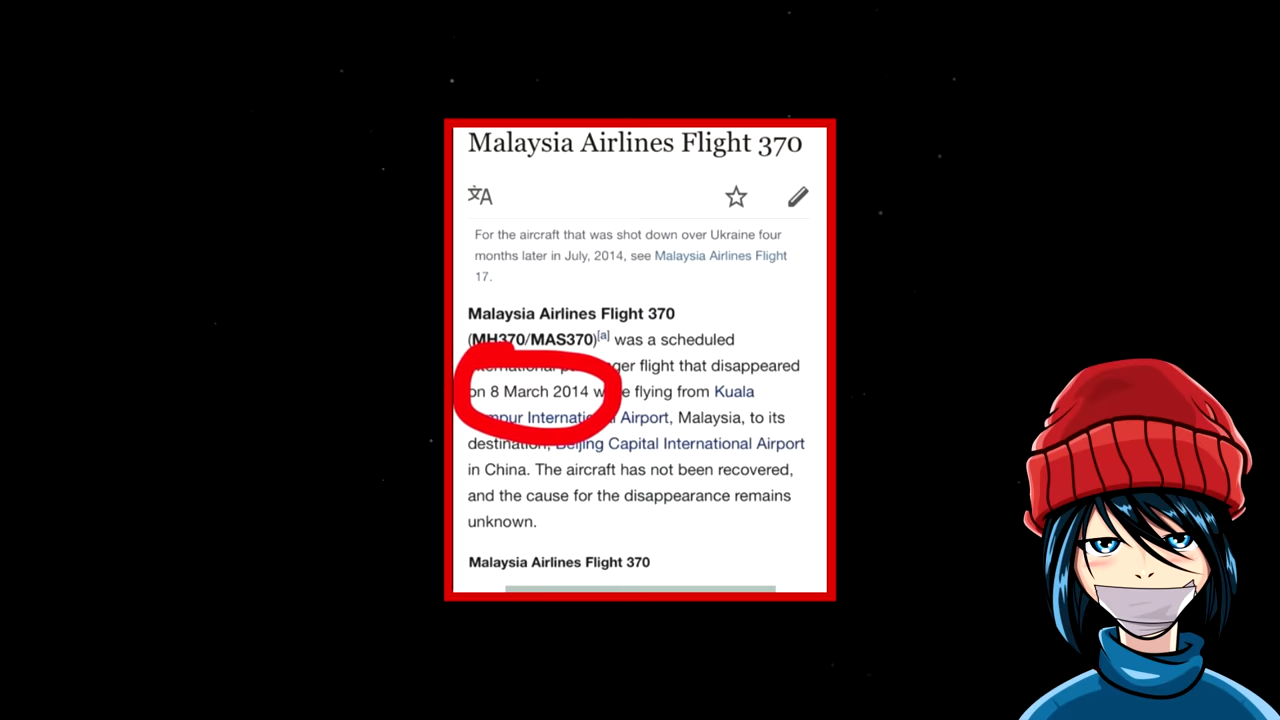 Malaysia Airlines Flight 370
文A
For the aircraft that was shot down over Ukraine four
months later in July, 2014, see Malaysia Airlines Flight
17.
Malaysia Airlines Flight 370
(MH370/MAS370)[a] was a scheduled
international flight that disappeared
on 8 March 2014 flying from Kuala
International Airport, Malaysia, to its
destination, Beijing Capital International Airport
in China. The aircraft has not been recovered,
and the cause for the disappearance remains
unknown.
Malaysia Airlines Flight 370